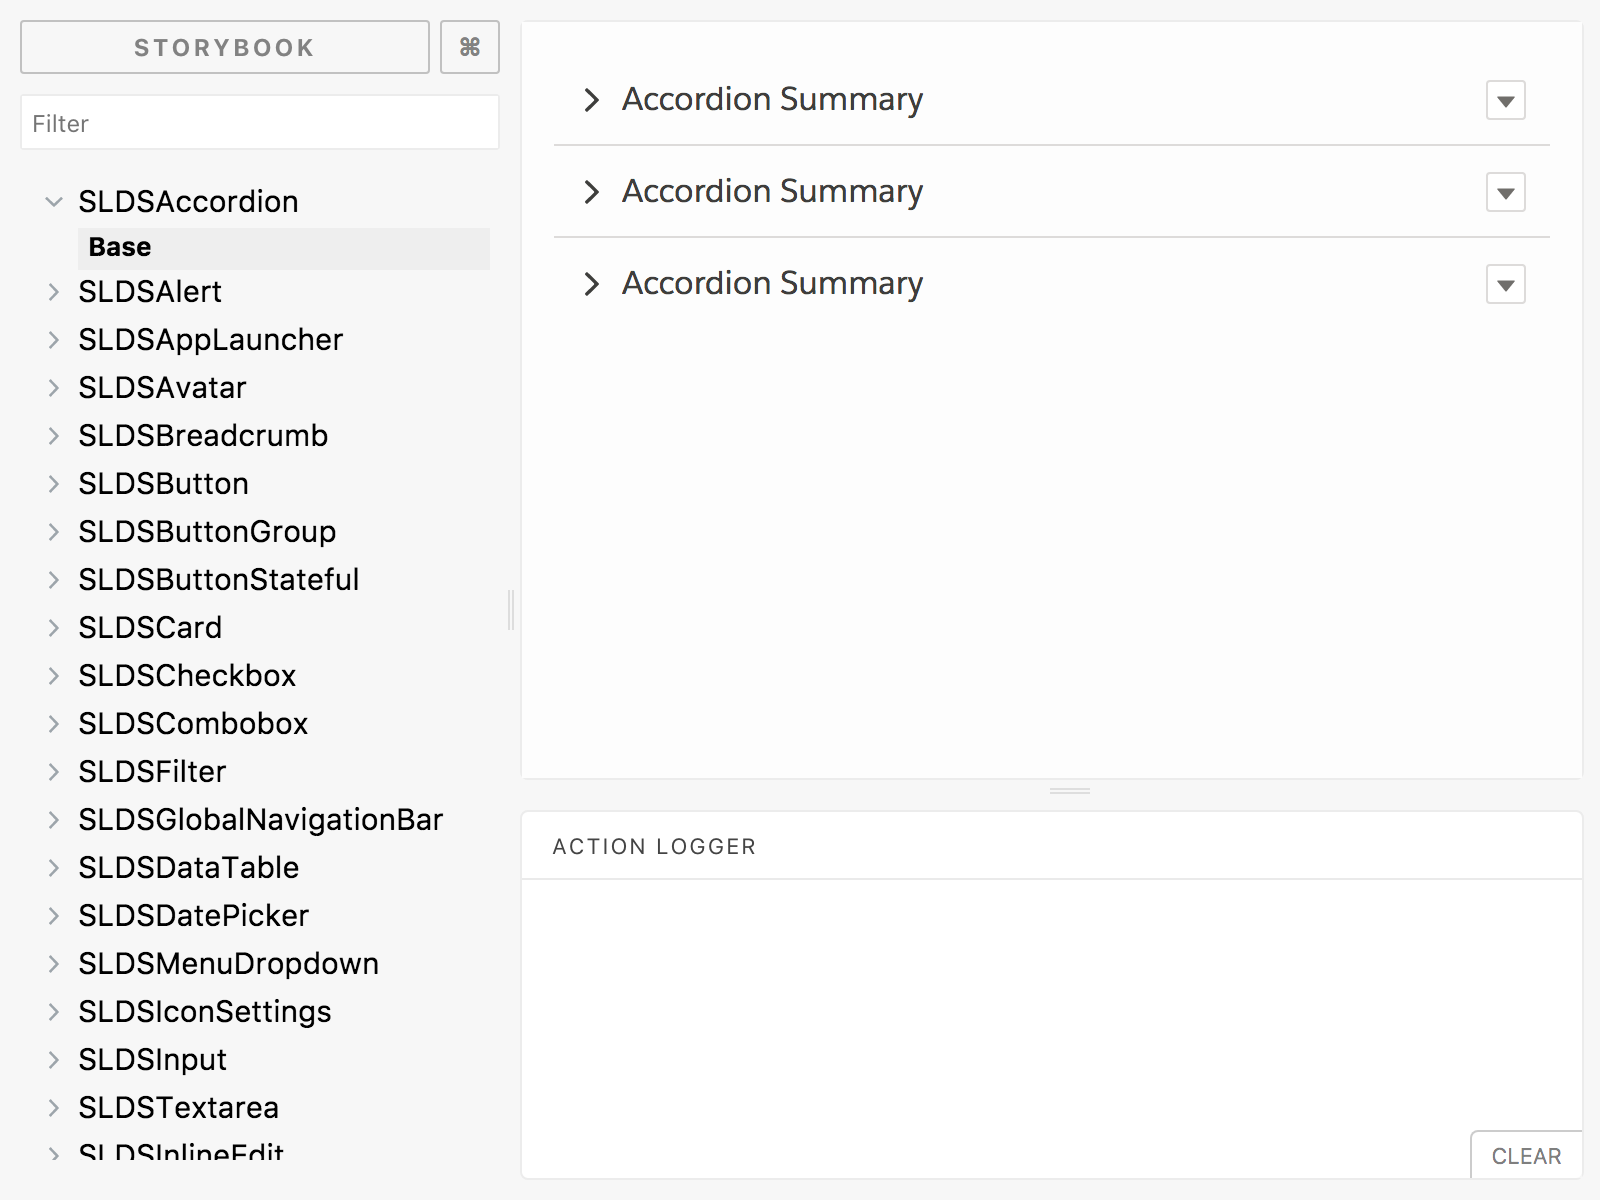 STORYBOOK ⌘
Filter
SLDSAccordion
Base
SLDSAlert
SLDSAppLauncher
SLDSAvatar
SLDSBreadcrumb
SLDSButton
SLDSButtonGroup
SLDSButtonStateful
SLDSCard
SLDSCheckbox
SLDSCombobox
SLDSFilter
SLDSGlobalNavigationBar
SLDSDataTable
SLDSDatePicker
SLDSMenuDropdown
SLDSIconSettings
SLDSInput
SLDSTextarea
SLDSInlineEdit
Accordion Summary
Accordion Summary
Accordion Summary
ACTION LOGGER
CLEAR